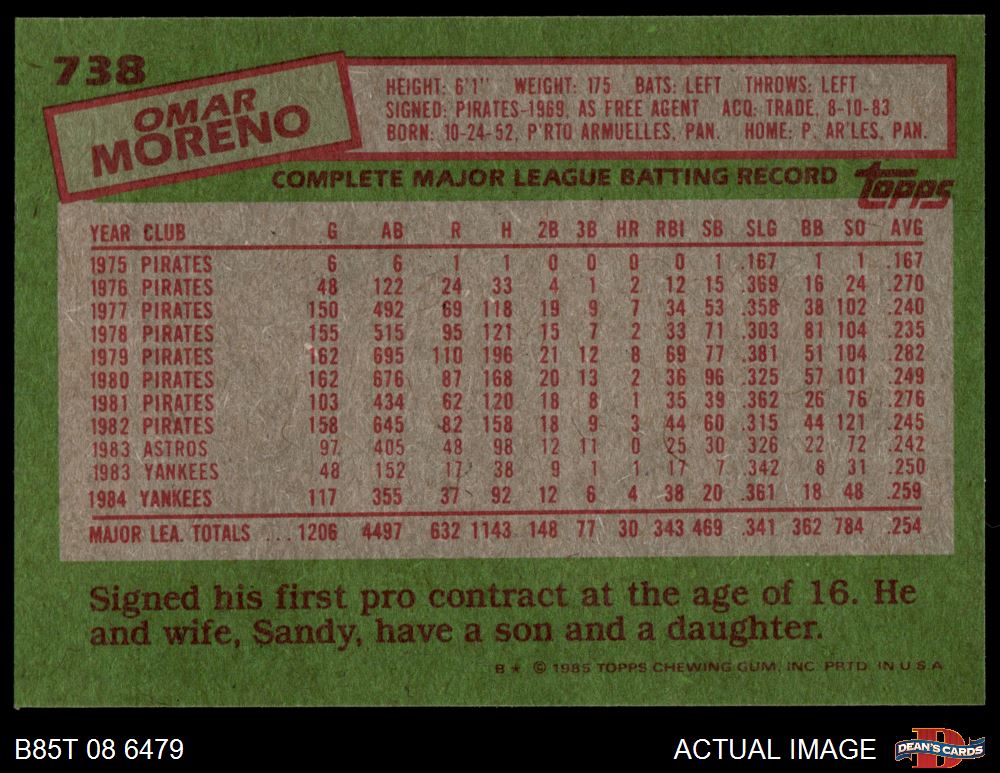 738
OMAR
MORENO
HEIGHT: 6'1" WEIGHT: 175 BATS: LEFT THROWS: LEFT
SIGNED: PIRATES-1969, AS FREE AGENT ACQ: TRADE, 8-10-83
BORN: 10-24-52, P'RTO ARMUELLES, PAN. HOME: P. AR'LES, PAN.
COMPLETE MAJOR LEAGUE BATTING RECORD
topps
YEAR CLUB G AB R H 2B 3B HR RBI SB SLG BB SO AVG
1975 PIRATES 6 6 1 1 0 0 0 0 1 .167 1 1 .167
1976 PIRATES 48 122 24 33 4 1 2 12 15 .369 16 24 .270
1977 PIRATES 150 492 69 118 19 9 7 34 53 .358 38 102 .240
1978 PIRATES 155 515 95 121 15 7 2 33 71 .303 81 104 .235
1979 PIRATES 162 695 110 196 21 12 8 69 77 .381 51 104 .282
1980 PIRATES 162 676 87 168 20 13 2 36 96 .325 57 101 .249
1981 PIRATES 103 434 62 120 18 8 1 35 39 .362 26 76 .276
1982 PIRATES 158 645 82 158 18 9 3 44 60 .315 44 121 .245
1983 ASTROS 97 405 48 98 12 11 0 25 30 .326 22 72 .242
1983 YANKEES 48 152 17 38 9 1 1 17 7 .342 8 31 .250
1984 YANKEES 117 355 37 92 12 6 4 38 20 .361 18 48 .259
MAJOR LEA. TOTALS ... 1206 4497 632 1143 148 77 30 343 469 .341 362 784 .254
Signed his first pro contract at the age of 16. He
and wife, Sandy, have a son and a daughter.
B★ © 1985 TOPPS CHEWING GUM, INC. PRTD. IN U.S.A.
B85T 08 6479
ACTUAL IMAGE
D
DEAN'S CARDS